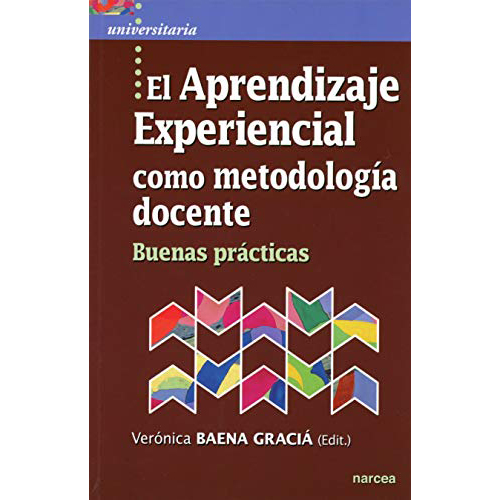 universitaria
El Aprendizaje
Experiencial
como metodología
docente
Buenas prácticas
Verónica BAENA GRACIÁ (Edit.)
narcea